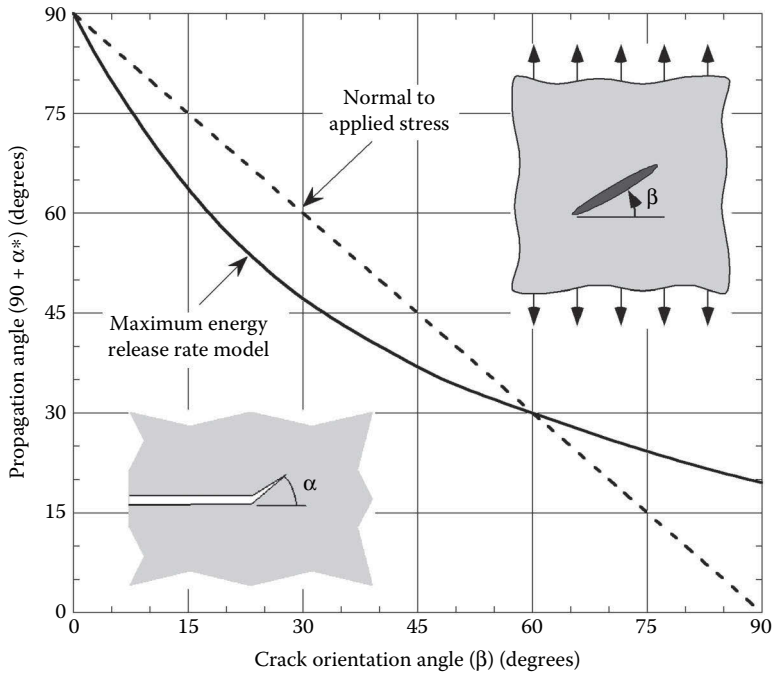 90
75
60
45
30
15
0
0
15
30
45
60
75
90
Propagation angle (90 + α*) (degrees)
Crack orientation angle (β) (degrees)
Normal to
applied stress
Maximum energy
release rate model
β
α